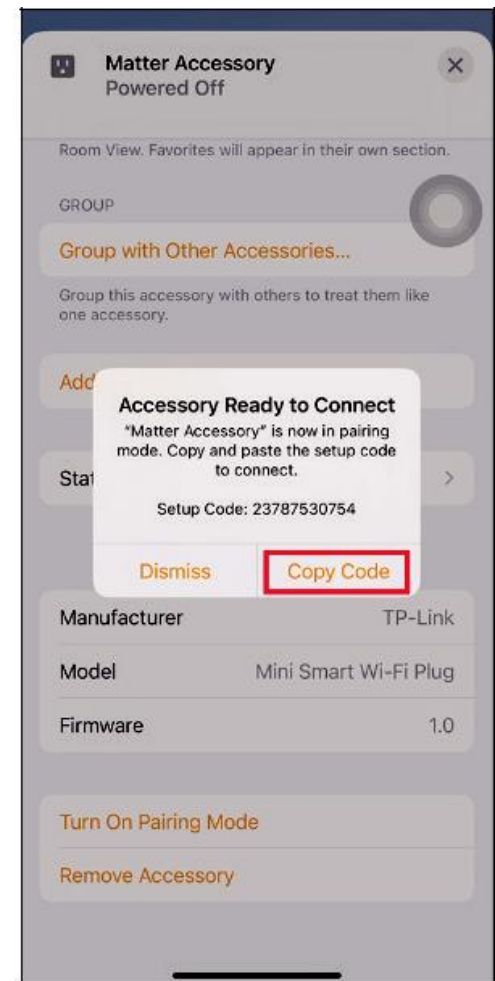 Matter Accessory
Powered Off
Room View. Favorites will appear in their own section.
GROUP
Group with Other Accessories...
Group this accessory with others to treat them like
one accessory.
Add
Accessory Ready to Connect
"Matter Accessory" is now in pairing
mode. Copy and paste the setup code
to connect.
Stat
Setup Code: 23787530754
Dismiss Copy Code
Manufacturer TP-Link
Model Mini Smart Wi-Fi Plug
Firmware 1.0
Turn On Pairing Mode
Remove Accessory